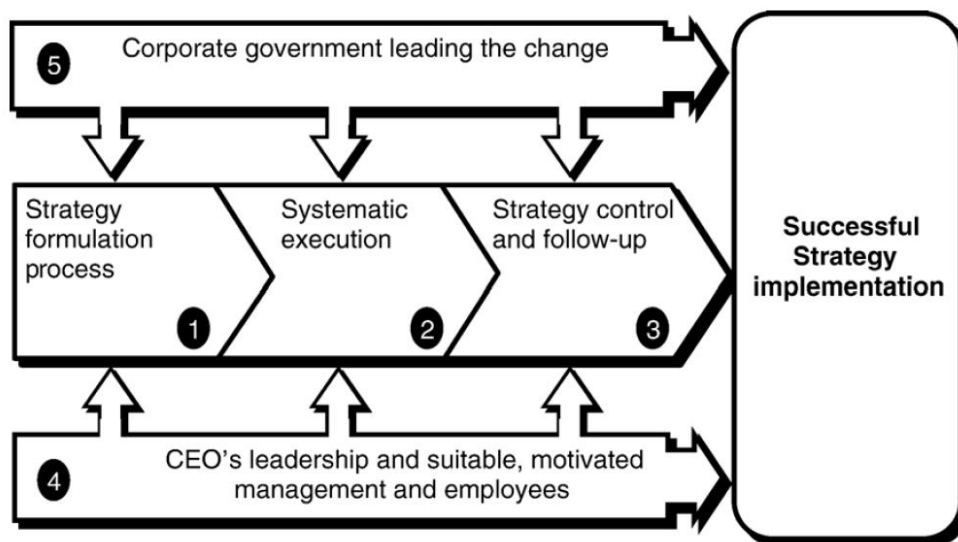 Corporate government leading the change
5
Strategy
formulation
process
1
Systematic
execution
2
Strategy control
and follow-up
3
Successful
Strategy
implementation
CEO's leadership and suitable, motivated
management and employees
4